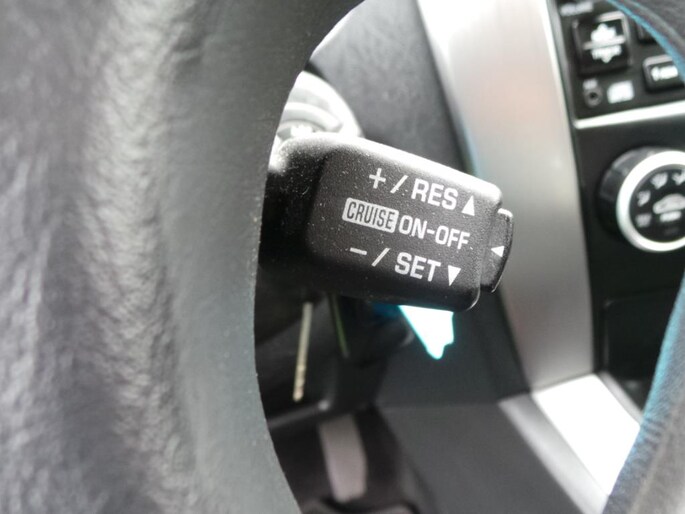 +/RES▲
CRUISE ON-OFF ◀
−/SET▼